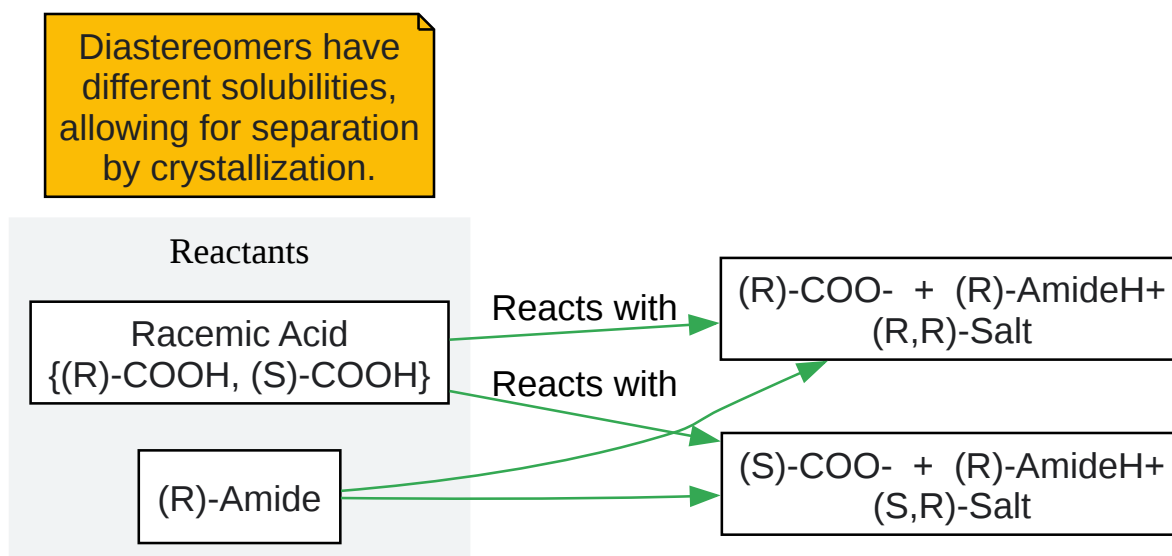 Diastereomers have
different solubilities,
allowing for separation
by crystallization.
Reactants
Racemic Acid
{(R)-COOH, (S)-COOH}
(R)-Amide
Reacts with
Reacts with
(R)-COO-  +  (R)-AmideH+
(R,R)-Salt
(S)-COO-  +  (R)-AmideH+
(S,R)-Salt